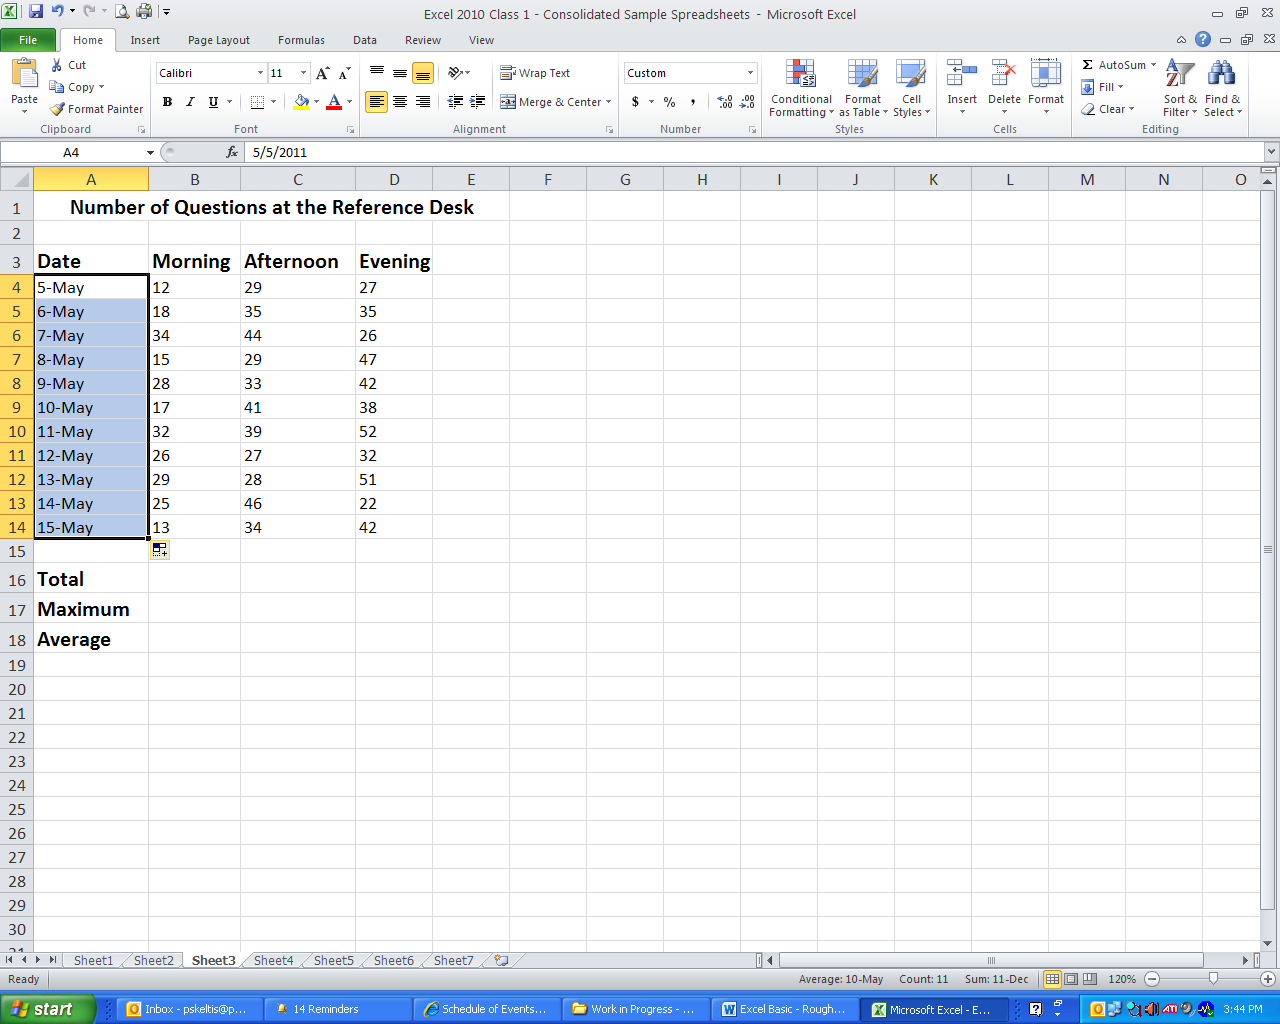 Excel 2010 Class 1 - Consolidated Sample Spreadsheets - Microsoft Excel
File Home Insert Page Layout Formulas Data Review View
Paste Cut Copy Format Painter
Clipboard
Calibri 11
B I U A
Font
Wrap Text
Merge & Center
Alignment
Custom
$ % ,
Number
Conditional Formatting Format as Table Cell Styles
Styles
Insert Delete Format
Cells
Σ AutoSum Fill Clear Sort & Filter Find & Select
Editing
A4 fx 5/5/2011
A B C D E F G H I J K L M N O
1 Number of Questions at the Reference Desk
2
3 Date Morning Afternoon Evening
4 5-May 12 29 27
5 6-May 18 35 35
6 7-May 34 44 26
7 8-May 15 29 47
8 9-May 28 33 42
9 10-May 17 41 38
10 11-May 32 39 52
11 12-May 26 27 32
12 13-May 29 28 51
13 14-May 25 46 22
14 15-May 13 34 42
15
16 Total
17 Maximum
18 Average
19
20
21
22
23
24
25
26
27
28
29
30
31
Sheet1 Sheet2 Sheet3 Sheet4 Sheet5 Sheet6 Sheet7
Ready Average: 10-May Count: 11 Sum: 11-Dec 120%
start Inbox - pskeltis@p... 14 Reminders Schedule of Events... Work in Progress - ... Excel Basic - Rough... Microsoft Excel - E... 3:44 PM